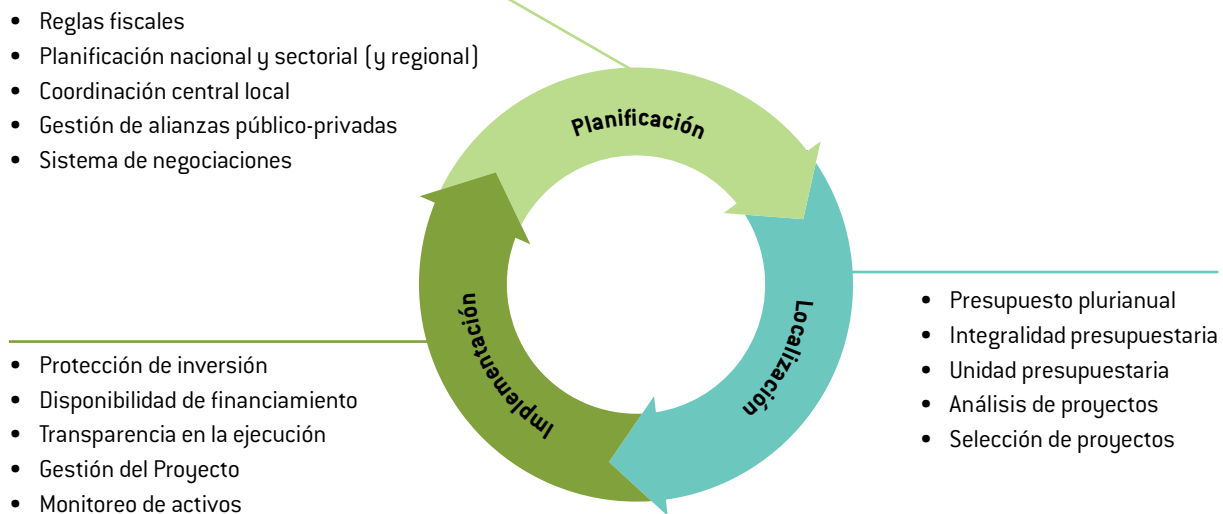 • Reglas fiscales
• Planificación nacional y sectorial (y regional)
• Coordinación central local
• Gestión de alianzas público-privadas
• Sistema de negociaciones
Planificación
Localización
• Presupuesto plurianual
• Integralidad presupuestaria
• Unidad presupuestaria
• Análisis de proyectos
• Selección de proyectos
Implementación
• Protección de inversión
• Disponibilidad de financiamiento
• Transparencia en la ejecución
• Gestión del Proyecto
• Monitoreo de activos